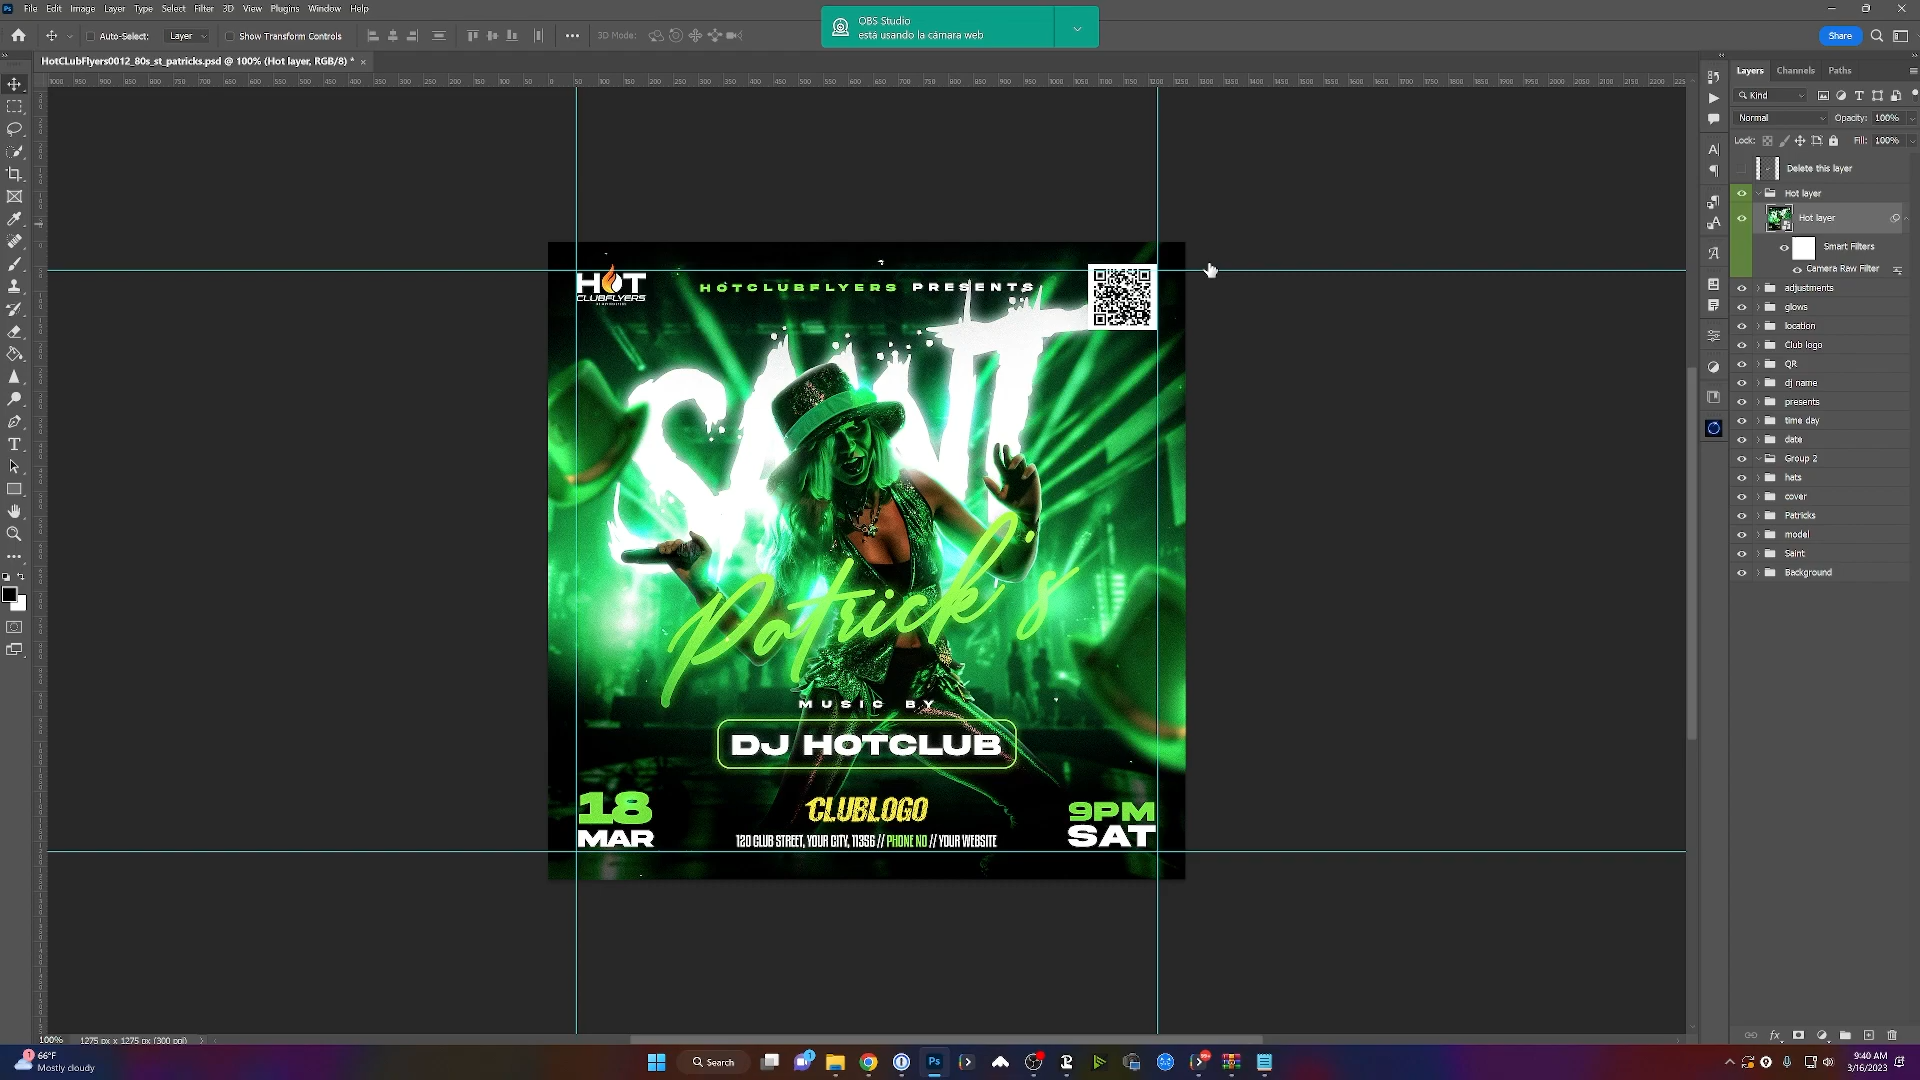 File Edit Image Layer Type Select Filter 3D View Plugins Window Help
OBS Studio
está usando la cámara web
Auto-Select: Layer Show Transform Controls 3D Mode: Share
HotCLubFlyers0012_80s_st_patricks.psd @ 100% (Hot layer, RGB/8) *
Layers Channels Paths
Kind
Normal Opacity: 100%
Lock: Fill: 100%
Delete this layer
Hot layer
Hot layer
Smart Filters
Camera Raw Filter
adjustments
glows
location
Club logo
QR
dj name
presents
time day
date
Group 2
hats
cover
Patricks
model
Saint
Background
HOT
CLUBFLYERS
HOTCLUBFLYERS PRESENTS
SAINT
Patrick's
MUSIC BY
DJ HOTCLUB
18
MAR
CLUBLOGO
120 CLUB STREET, YOUR CITY, 11356 // PHONE NO // YOUR WEBSITE
9PM
SAT
100% 1275 px x 1275 px (300 ppi)
66°F
Mostly cloudy
Search
9:40 AM
3/16/2023